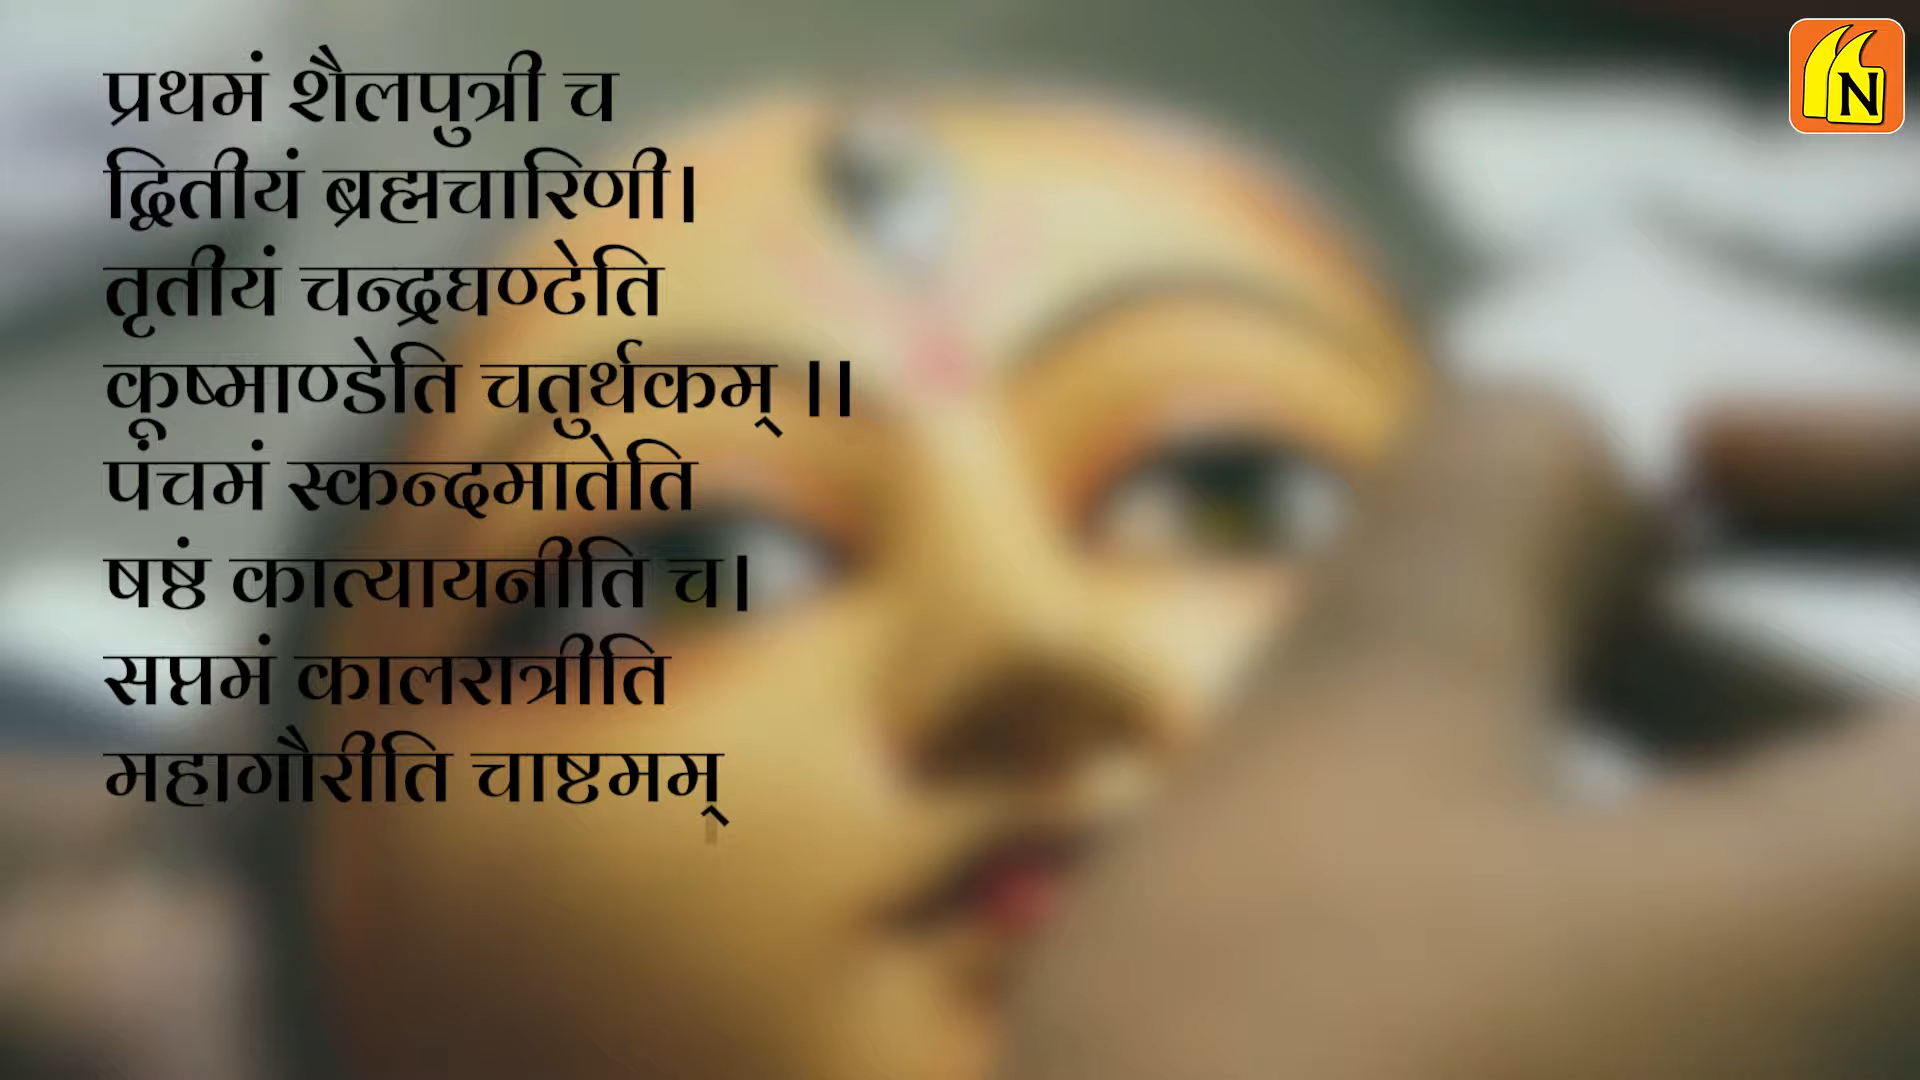 प्रथमं शैलपुत्री च
द्वितीयं ब्रह्मचारिणी।
तृतीयं चन्द्रघण्टेति
कूष्माण्डेति चतुर्थकम् ।।
पंचमं स्कन्दमातेति
षष्ठं कात्यायनीति च।
सप्तमं कालरात्रीति
महागौरीति चाष्टमम्
N